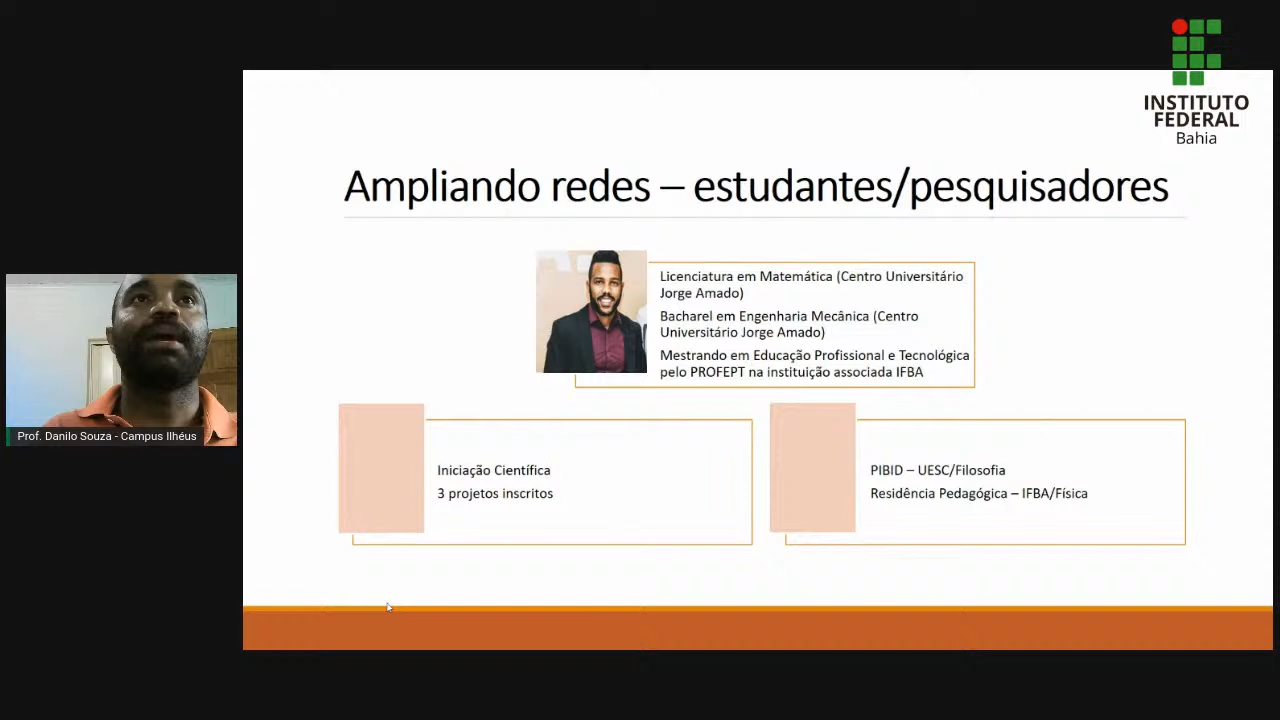 INSTITUTO
FEDERAL
Bahia
Ampliando redes – estudantes/pesquisadores
Licenciatura em Matemática (Centro Universitário
Jorge Amado)
Bacharel em Engenharia Mecânica (Centro
Universitário Jorge Amado)
Mestrando em Educação Profissional e Tecnológica
pelo PROFEPT na instituição associada IFBA
Prof. Danilo Souza - Campus Ilhéus
Iniciação Científica
3 projetos inscritos
PIBID – UESC/Filosofia
Residência Pedagógica – IFBA/Física